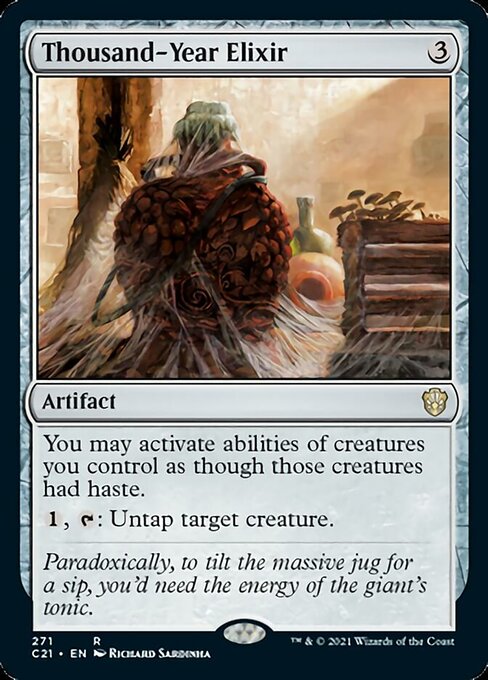 Thousand-Year Elixir 3
Artifact
You may activate abilities of creatures
you control as though those creatures
had haste.
1, : Untap target creature.
Paradoxically, to tilt the massive jug for
a sip, you'd need the energy of the giant's
tonic.
271 R
C21 • EN Richard Sardinha
™ & © 2021 Wizards of the Coast